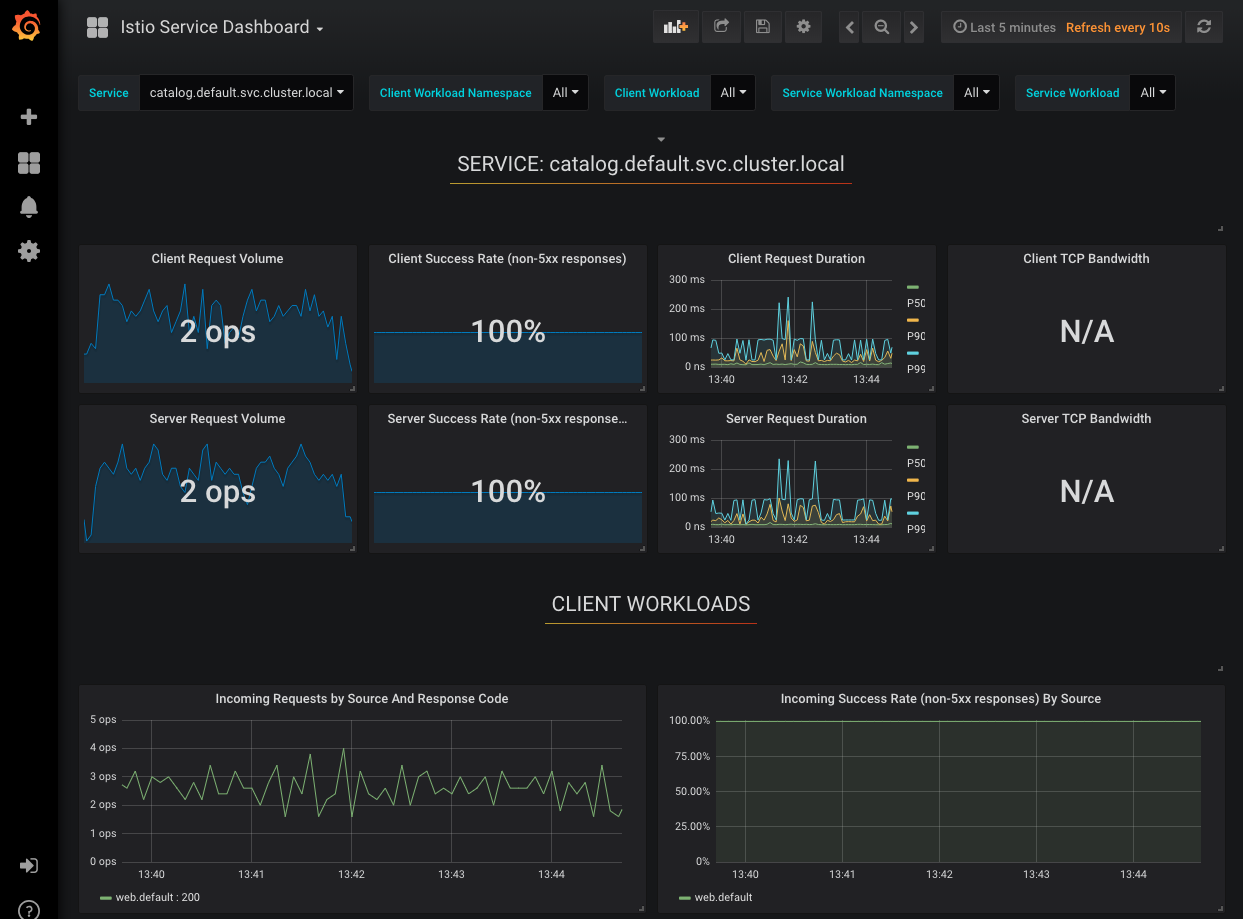 Istio Service Dashboard
Last 5 minutes Refresh every 10s
Service catalog.default.svc.cluster.local Client Workload Namespace All Client Workload All Service Workload Namespace All Service Workload All
SERVICE: catalog.default.svc.cluster.local
Client Request Volume
2 ops
Client Success Rate (non-5xx responses)
100%
Client Request Duration
300 ms
200 ms
100 ms
0 ns
13:40 13:42 13:44
P50
P90
P99
Client TCP Bandwidth
N/A
Server Request Volume
2 ops
Server Success Rate (non-5xx response...
100%
Server Request Duration
300 ms
200 ms
100 ms
0 ns
13:40 13:42 13:44
P50
P90
P99
Server TCP Bandwidth
N/A
CLIENT WORKLOADS
Incoming Requests by Source And Response Code
5 ops
4 ops
3 ops
2 ops
1 ops
0 ops
13:40 13:41 13:42 13:43 13:44
web.default : 200
Incoming Success Rate (non-5xx responses) By Source
100.00%
75.00%
50.00%
25.00%
0%
13:40 13:41 13:42 13:43 13:44
web.default